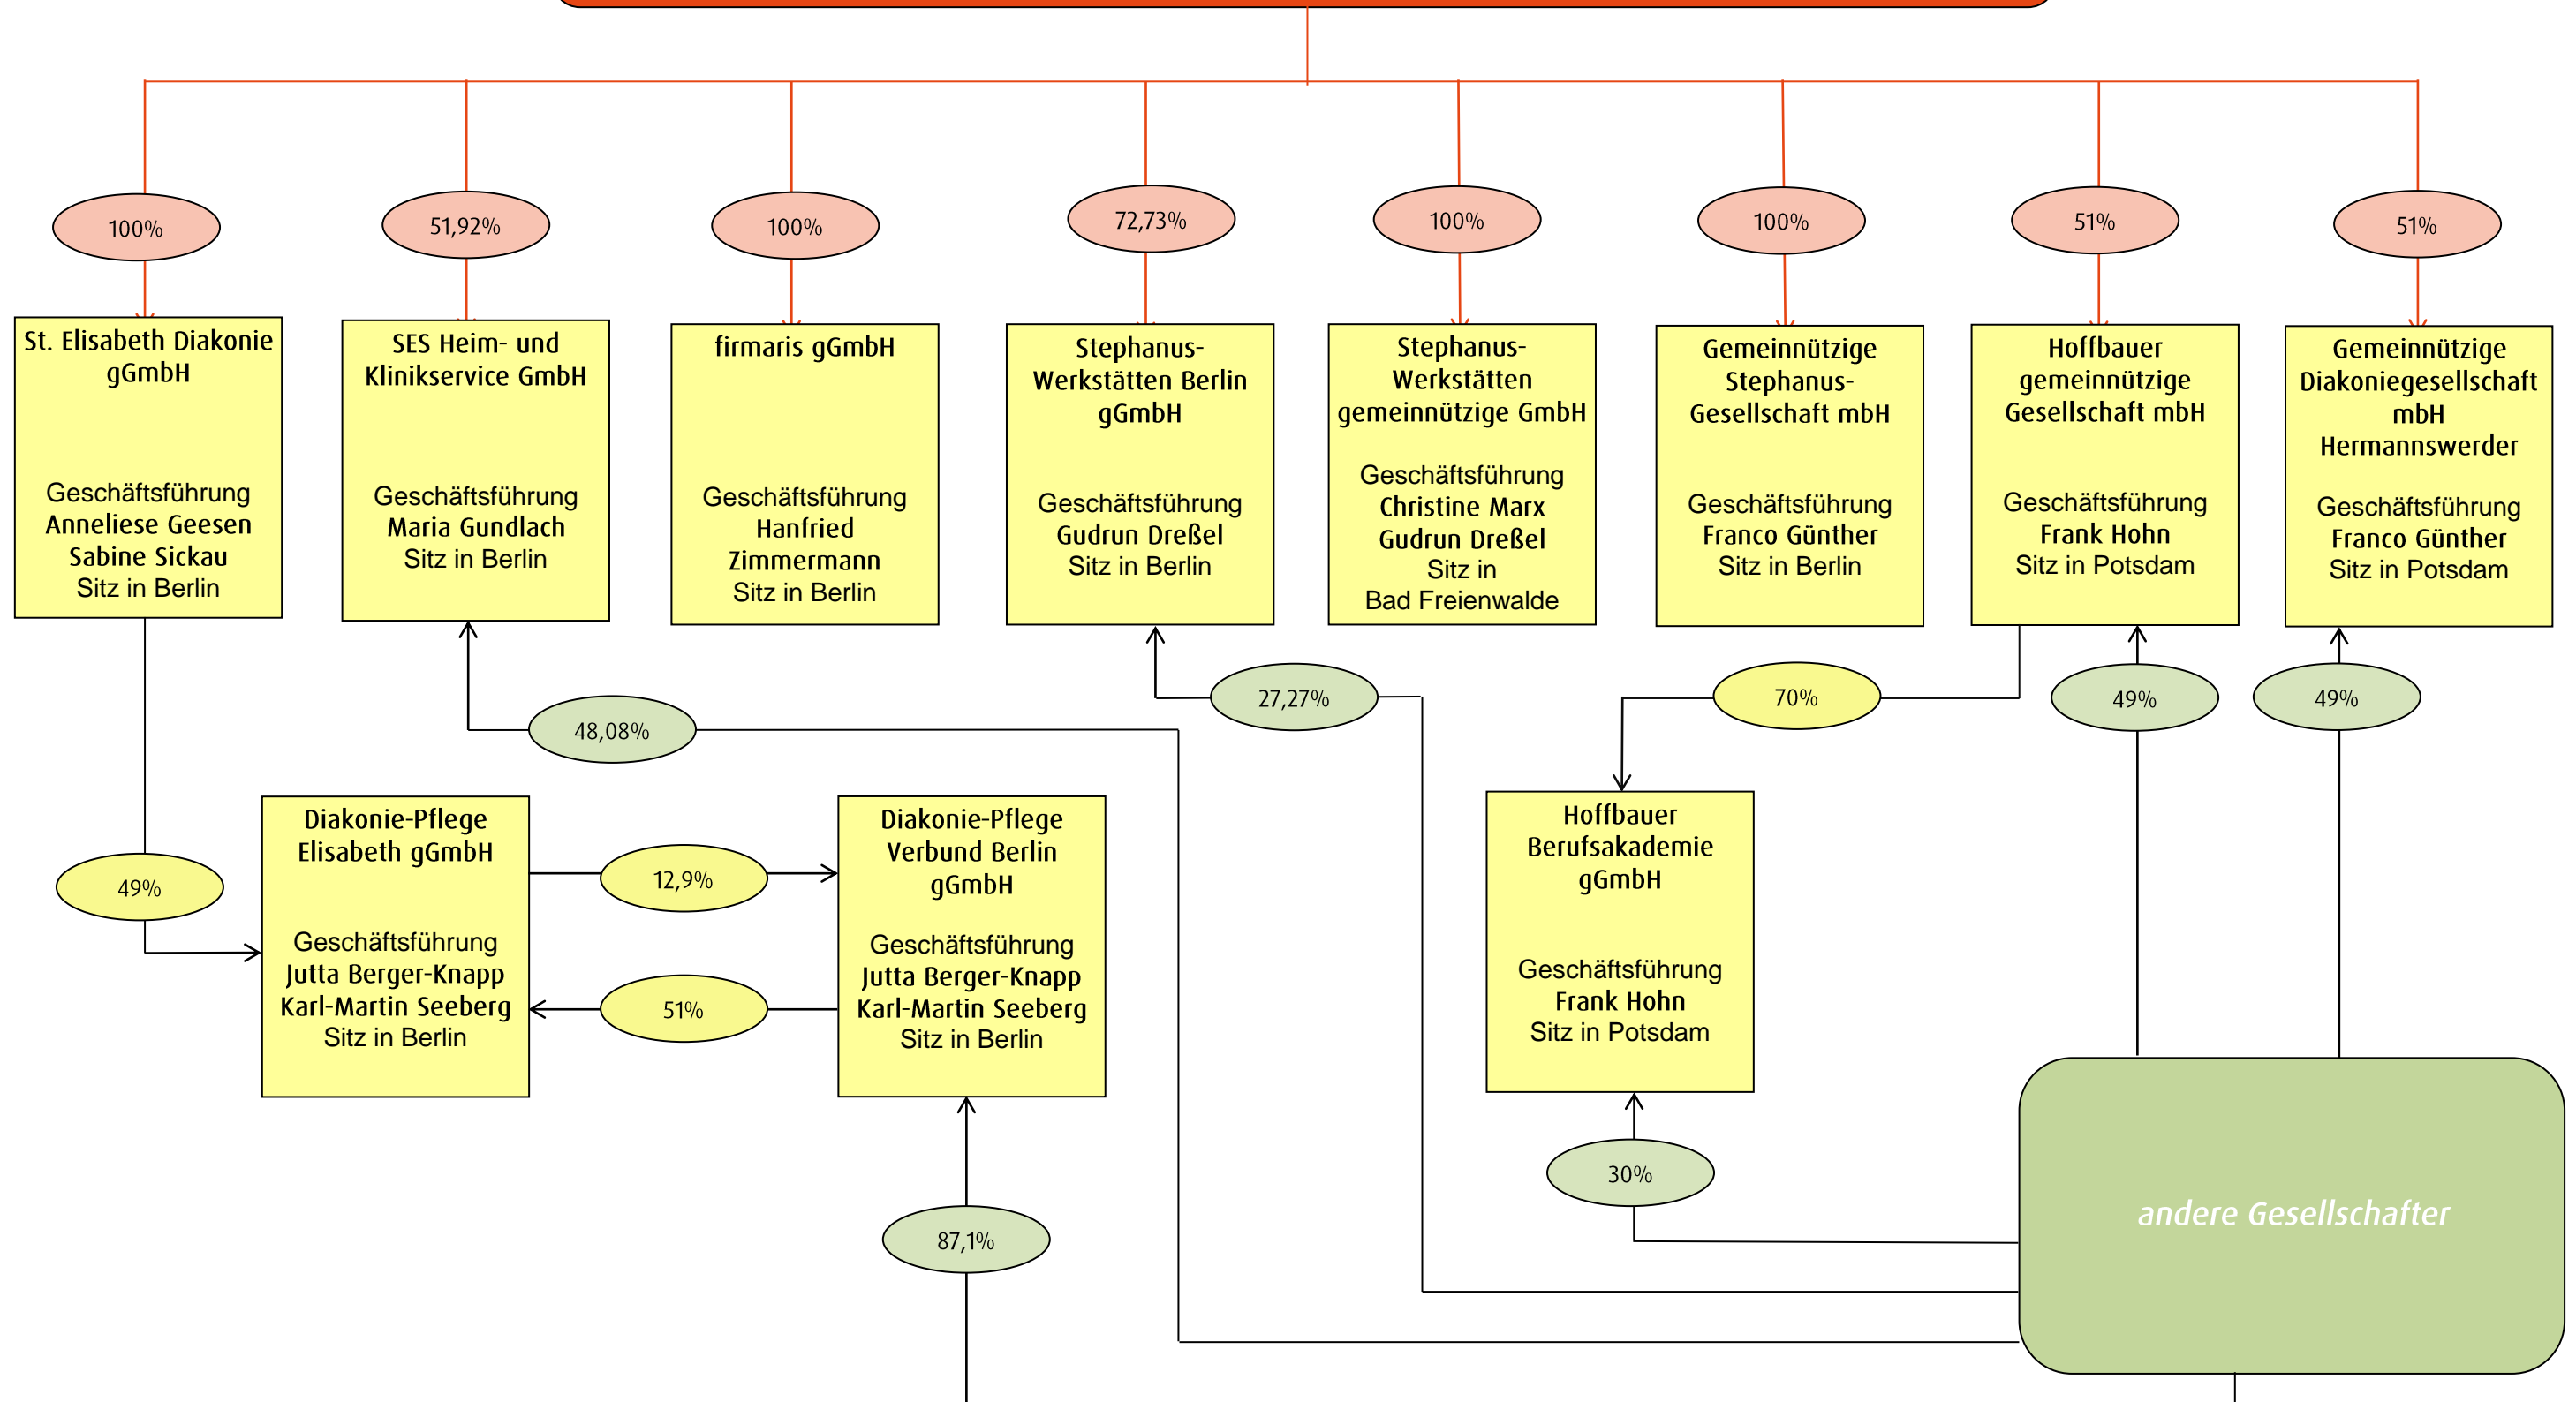 100%
51,92%
100%
72,73%
100%
100%
51%
51%
St. Elisabeth Diakonie
gGmbH
Geschäftsführung
Anneliese Geesen
Sabine Sickau
Sitz in Berlin
SES Heim- und
Klinikservice GmbH
Geschäftsführung
Maria Gundlach
Sitz in Berlin
firmaris gGmbH
Geschäftsführung
Hanfried
Zimmermann
Sitz in Berlin
Stephanus-
Werkstätten Berlin
gGmbH
Geschäftsführung
Gudrun Dreßel
Sitz in Berlin
Stephanus-
Werkstätten
gemeinnützige GmbH
Geschäftsführung
Christine Marx
Gudrun Dreßel
Sitz in
Bad Freienwalde
Gemeinnützige
Stephanus-
Gesellschaft mbH
Geschäftsführung
Franco Günther
Sitz in Berlin
Hoffbauer
gemeinnützige
Gesellschaft mbH
Geschäftsführung
Frank Hohn
Sitz in Potsdam
Gemeinnützige
Diakoniegesellschaft
mbH
Hermannswerder
Geschäftsführung
Franco Günther
Sitz in Potsdam
48,08%
27,27%
70%
49%
49%
49%
Diakonie-Pflege
Elisabeth gGmbH
Geschäftsführung
Jutta Berger-Knapp
Karl-Martin Seeberg
Sitz in Berlin
12,9%
51%
Diakonie-Pflege
Verbund Berlin
gGmbH
Geschäftsführung
Jutta Berger-Knapp
Karl-Martin Seeberg
Sitz in Berlin
Hoffbauer
Berufsakademie
gGmbH
Geschäftsführung
Frank Hohn
Sitz in Potsdam
87,1%
30%
andere Gesellschafter